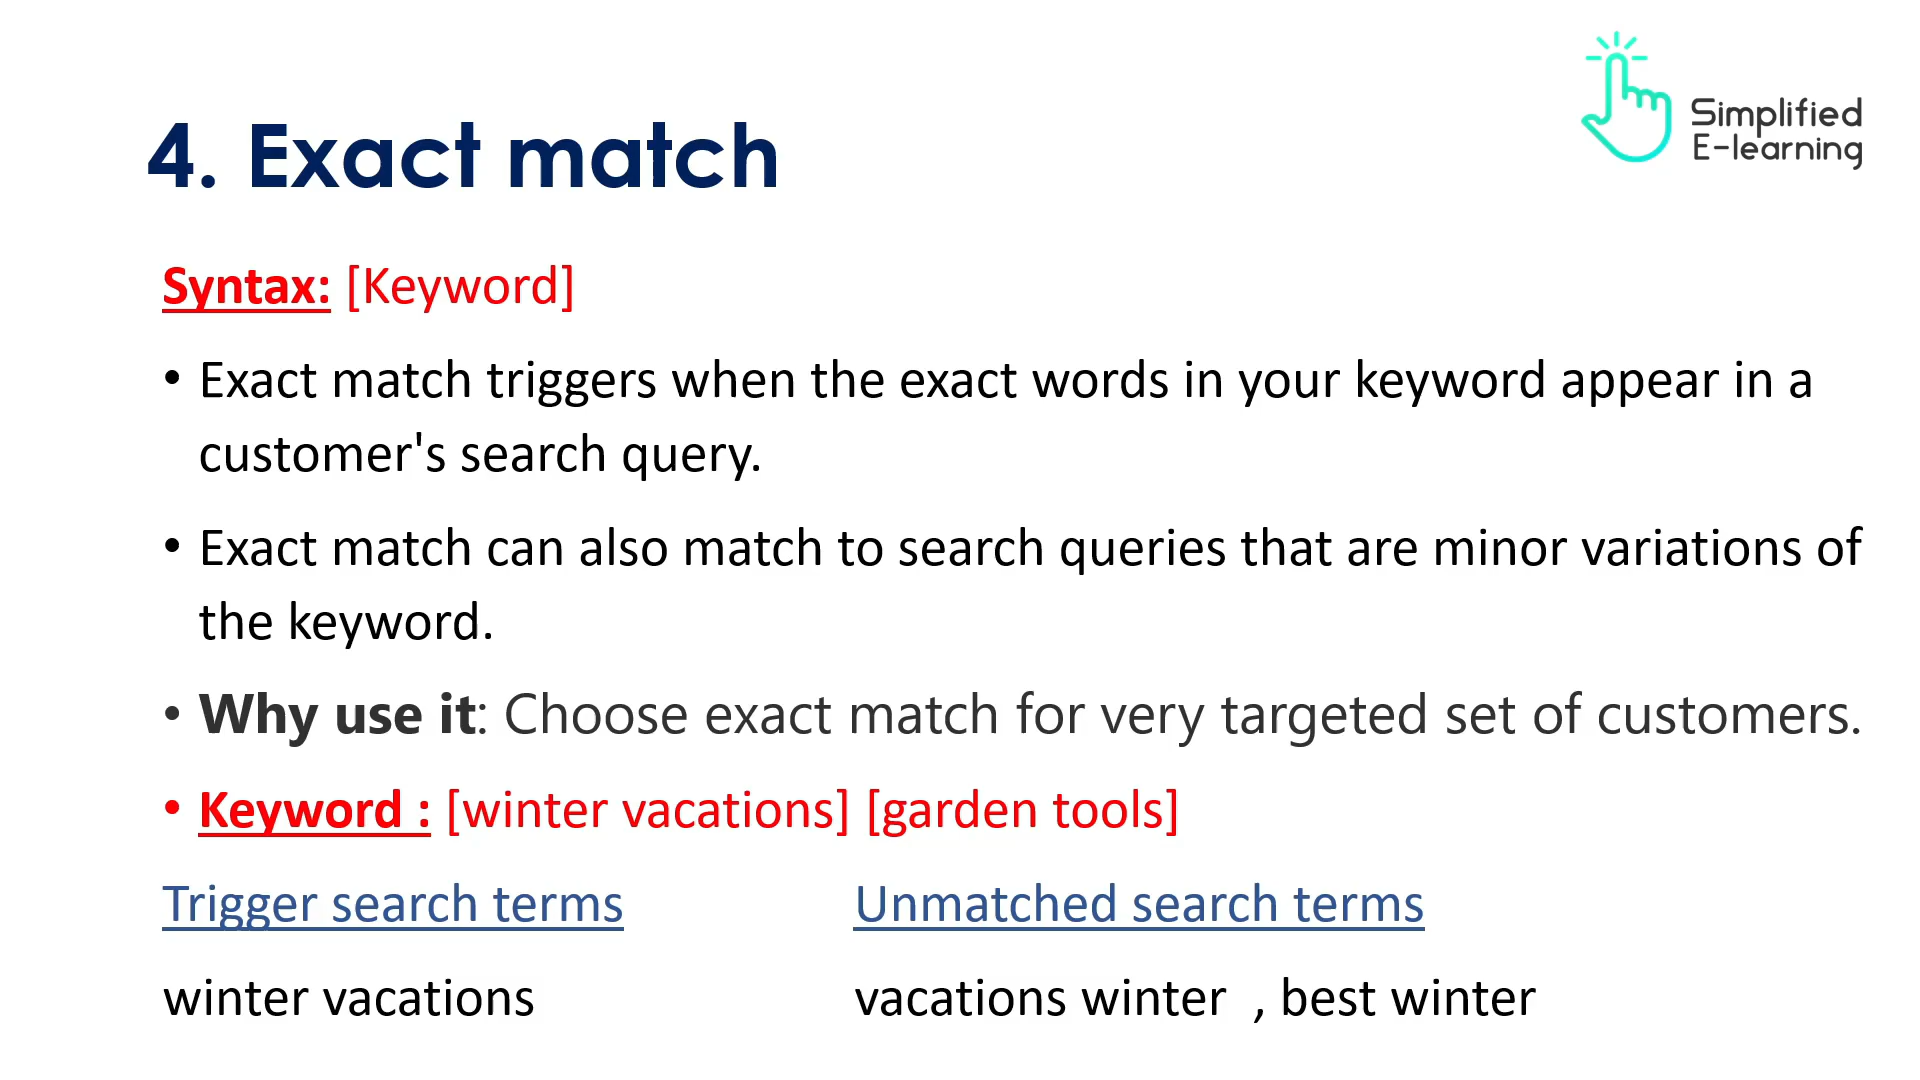 Simplified
E-learning
4. Exact match
Syntax: [Keyword]
• Exact match triggers when the exact words in your keyword appear in a
customer's search query.
• Exact match can also match to search queries that are minor variations of
the keyword.
• Why use it: Choose exact match for very targeted set of customers.
• Keyword : [winter vacations] [garden tools]
Trigger search terms Unmatched search terms
winter vacations vacations winter , best winter